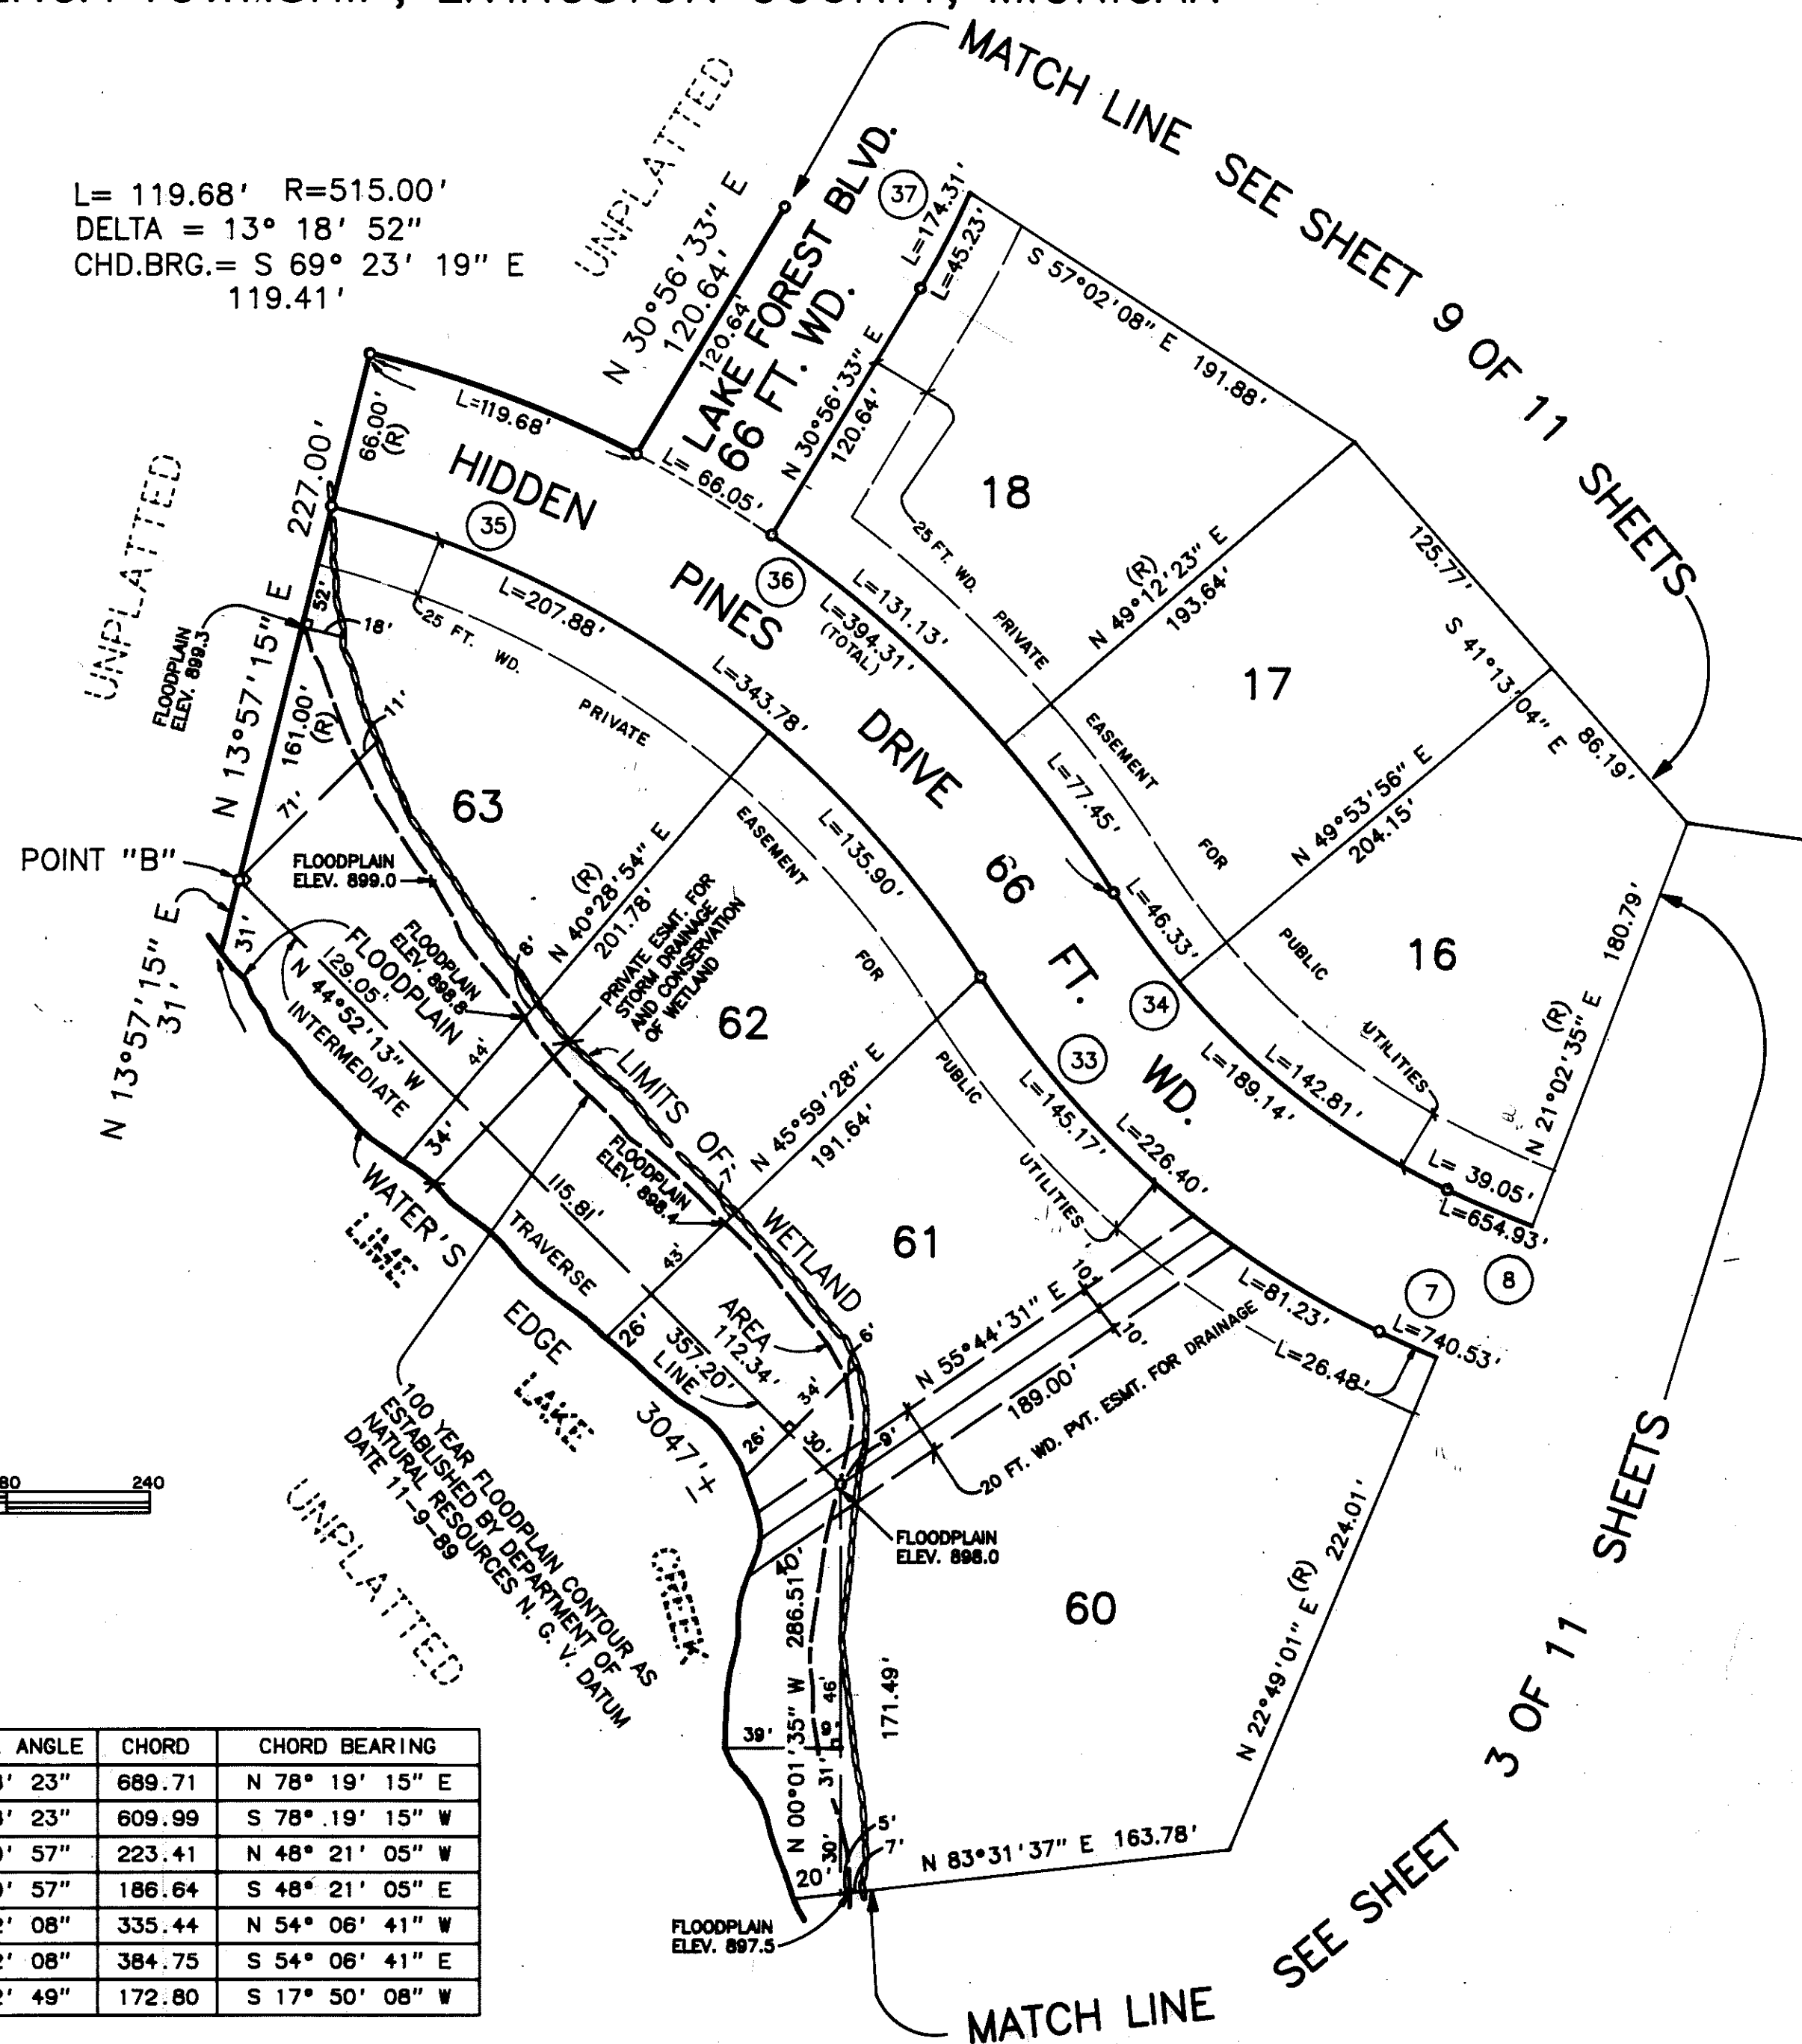 MATCH LINE SEE SHEET 9 OF 11 SHEETS
UNPLATTED
L= 119.68' R=515.00'
DELTA = 13° 18' 52"
CHD.BRG.= S 69° 23' 19" E
119.41'
N 30°56'33" E
120.64'
120.64'
LAKE FOREST BLVD.
66 FT. WD.
37
L=174.31'
L=45.23'
N 30°56'33" E
120.64'
S 57°02'08" E 191.88'
18
25 FT. WD. PRIVATE EASEMENT FOR PUBLIC UTILITIES
N 49°12'23" E
(R)
193.64'
125.77'
S 41°13'04" E
86.19'
17
N 49°53'56" E
204.15'
16
180.79'
N 21°02'35" E
(R)
UNPLATTED
227.00'
66.00'
(R)
L=119.68'
L= 66.05'
HIDDEN PINES DRIVE 66 FT. WD.
35
36
L=131.13'
L=394.31'
(TOTAL)
L=77.45'
L=46.33'
34
L=142.81'
L=189.14'
L= 39.05'
L=654.93'
8
7
L=207.88'
L=343.78'
L=135.90'
33
L=145.17'
L=226.40'
L=81.23'
L=740.53'
L=26.48'
25 FT. WD. PRIVATE EASEMENT FOR PUBLIC UTILITIES
52'
18'
FLOODPLAIN
ELEV. 899.3
N 13°57'15" E
161.00'
(R)
11'
71'
63
POINT "B"
FLOODPLAIN
ELEV. 899.0
31'
N 13°57'15" E
31'
FLOODPLAIN
129.05'
N 44°52'13" W
INTERMEDIATE
FLOODPLAIN
ELEV. 898.8
8'
44'
34'
N 40°28'54" E
(R)
201.78'
PRIVATE ESMT. FOR
STORM DRAINAGE
AND CONSERVATION
OF WETLAND
62
LIMITS OF WETLAND
N 45°59'28" E
191.64'
FLOODPLAIN
ELEV. 898.4
115.81'
TRAVERSE
43'
26'
WATER'S EDGE
LIME LAKE CREEK
3047'±
61
AREA
112.34'
357.20'
LINE
6'
34'
26'
30'
9'
N 55°44'31" E
10'
10'
189.00'
20 FT. WD. PVT. ESMT. FOR DRAINAGE
FLOODPLAIN
ELEV. 898.0
100 YEAR FLOODPLAIN CONTOUR AS
ESTABLISHED BY DEPARTMENT OF
NATURAL RESOURCES N. G. V. DATUM
DATE 11-9-89
240
UNPLATTED
60
224.01'
N 22°49'01" E (R)
286.51'
N 00°01'35" W
46'
171.49'
39'
9'
31'
30'
5'
7'
20'
N 83°31'37" E 163.78'
FLOODPLAIN
ELEV. 897.5
MATCH LINE SEE SHEET 3 OF 11 SHEETS
ANGLE CHORD CHORD BEARING
23" 689.71 N 78° 19' 15" E
23" 609.99 S 78° 19' 15" W
57" 223.41 N 48° 21' 05" W
57" 186.64 S 48° 21' 05" E
08" 335.44 N 54° 06' 41" W
08" 384.75 S 54° 06' 41" E
49" 172.80 S 17° 50' 08" W